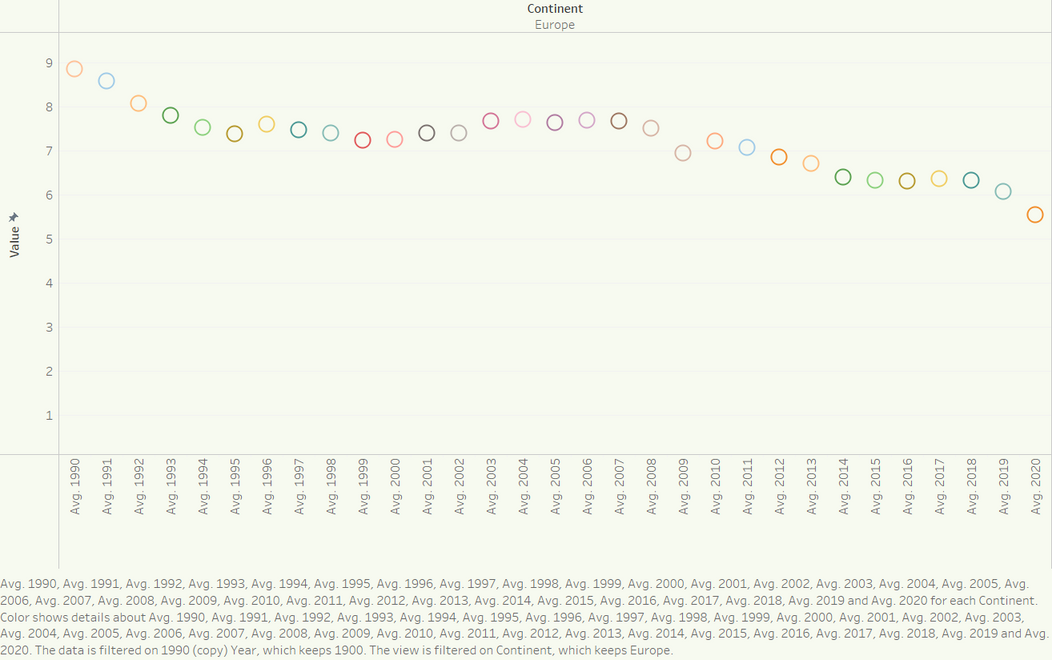 Continent
Europe
9
8
7
6
5
4
3
2
1
Value
Avg. 1990
Avg. 1991
Avg. 1992
Avg. 1993
Avg. 1994
Avg. 1995
Avg. 1996
Avg. 1997
Avg. 1998
Avg. 1999
Avg. 2000
Avg. 2001
Avg. 2002
Avg. 2003
Avg. 2004
Avg. 2005
Avg. 2006
Avg. 2007
Avg. 2008
Avg. 2009
Avg. 2010
Avg. 2011
Avg. 2012
Avg. 2013
Avg. 2014
Avg. 2015
Avg. 2016
Avg. 2017
Avg. 2018
Avg. 2019
Avg. 2020
Avg. 1990, Avg. 1991, Avg. 1992, Avg. 1993, Avg. 1994, Avg. 1995, Avg. 1996, Avg. 1997, Avg. 1998, Avg. 1999, Avg. 2000, Avg. 2001, Avg. 2002, Avg. 2003, Avg. 2004, Avg. 2005, Avg.
2006, Avg. 2007, Avg. 2008, Avg. 2009, Avg. 2010, Avg. 2011, Avg. 2012, Avg. 2013, Avg. 2014, Avg. 2015, Avg. 2016, Avg. 2017, Avg. 2018, Avg. 2019 and Avg. 2020 for each Continent.
Color shows details about Avg. 1990, Avg. 1991, Avg. 1992, Avg. 1993, Avg. 1994, Avg. 1995, Avg. 1996, Avg. 1997, Avg. 1998, Avg. 1999, Avg. 2000, Avg. 2001, Avg. 2002, Avg. 2003,
Avg. 2004, Avg. 2005, Avg. 2006, Avg. 2007, Avg. 2008, Avg. 2009, Avg. 2010, Avg. 2011, Avg. 2012, Avg. 2013, Avg. 2014, Avg. 2015, Avg. 2016, Avg. 2017, Avg. 2018, Avg. 2019 and Avg.
2020. The data is filtered on 1990 (copy) Year, which keeps 1900. The view is filtered on Continent, which keeps Europe.